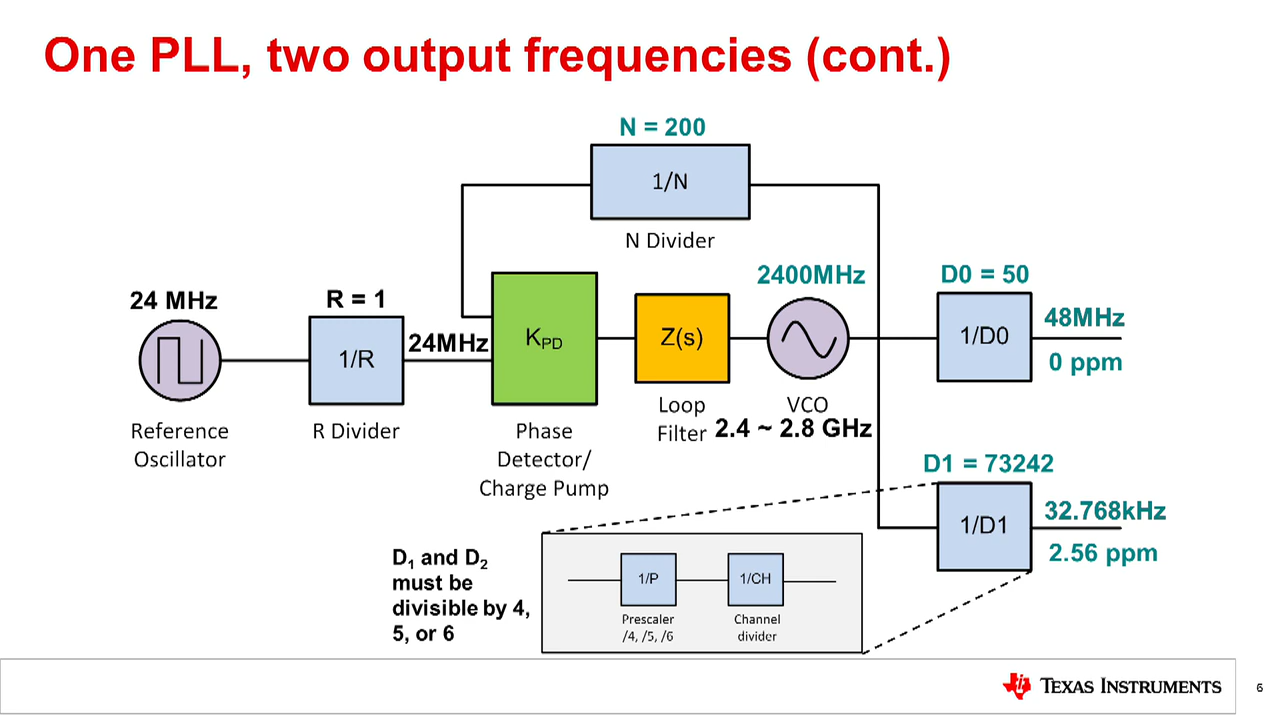 One PLL, two output frequencies (cont.)
N = 200
1/N
N Divider
2400MHz
D0 = 50
24 MHz
R = 1
48MHz
1/R
24MHz
K_PD
Z(s)
1/D0
0 ppm
Reference
Oscillator
R Divider
Phase
Detector/
Charge Pump
Loop
Filter
VCO
2.4 ~ 2.8 GHz
D1 = 73242
32.768kHz
1/D1
2.56 ppm
D₁ and D₂
must be
divisible by 4,
5, or 6
1/P
1/CH
Prescaler
/4, /5, /6
Channel
divider
TEXAS INSTRUMENTS
6